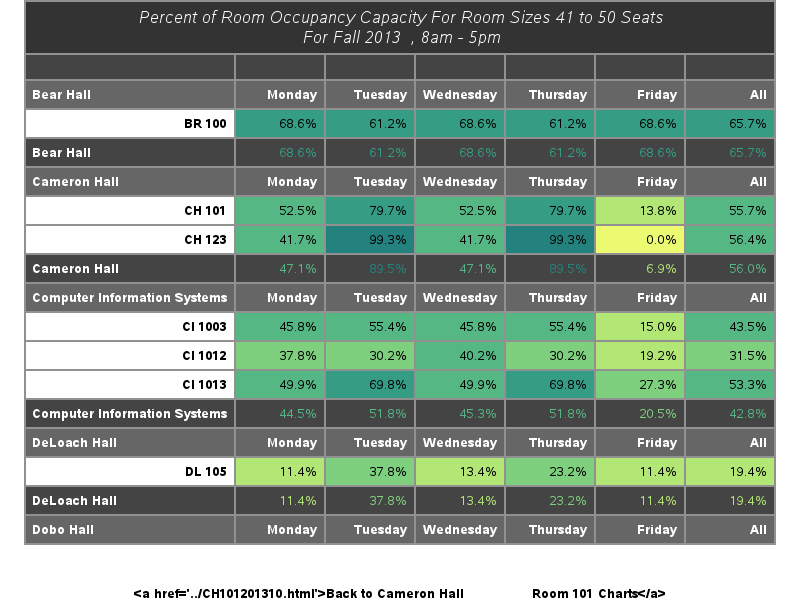 Percent of Room Occupancy Capacity For Room Sizes 41 to 50 Seats
For Fall 2013 , 8am - 5pm
Bear Hall Monday Tuesday Wednesday Thursday Friday All
BR 100 68.6% 61.2% 68.6% 61.2% 68.6% 65.7%
Bear Hall 68.6% 61.2% 68.6% 61.2% 68.6% 65.7%
Cameron Hall Monday Tuesday Wednesday Thursday Friday All
CH 101 52.5% 79.7% 52.5% 79.7% 13.8% 55.7%
CH 123 41.7% 99.3% 41.7% 99.3% 0.0% 56.4%
Cameron Hall 47.1% 89.5% 47.1% 89.5% 6.9% 56.0%
Computer Information Systems Monday Tuesday Wednesday Thursday Friday All
CI 1003 45.8% 55.4% 45.8% 55.4% 15.0% 43.5%
CI 1012 37.8% 30.2% 40.2% 30.2% 19.2% 31.5%
CI 1013 49.9% 69.8% 49.9% 69.8% 27.3% 53.3%
Computer Information Systems 44.5% 51.8% 45.3% 51.8% 20.5% 42.8%
DeLoach Hall Monday Tuesday Wednesday Thursday Friday All
DL 105 11.4% 37.8% 13.4% 23.2% 11.4% 19.4%
DeLoach Hall 11.4% 37.8% 13.4% 23.2% 11.4% 19.4%
Dobo Hall Monday Tuesday Wednesday Thursday Friday All
<a href='../CH101201310.html'>Back to Cameron Hall Room 101 Charts</a>